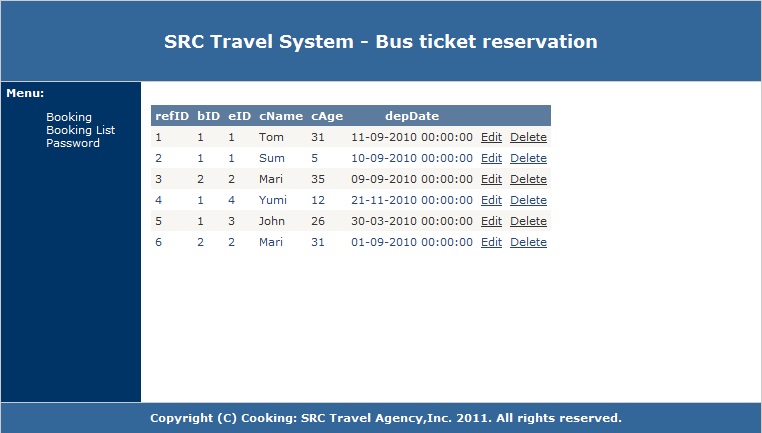 SRC Travel System - Bus ticket reservation
Menu:
Booking
Booking List
Password
refID bID eID cName cAge depDate
1 1 1 Tom 31 11-09-2010 00:00:00 Edit Delete
2 1 1 Sum 5 10-09-2010 00:00:00 Edit Delete
3 2 2 Mari 35 09-09-2010 00:00:00 Edit Delete
4 1 4 Yumi 12 21-11-2010 00:00:00 Edit Delete
5 1 3 John 26 30-03-2010 00:00:00 Edit Delete
6 2 2 Mari 31 01-09-2010 00:00:00 Edit Delete
Copyright (C) Cooking: SRC Travel Agency,Inc. 2011. All rights reserved.